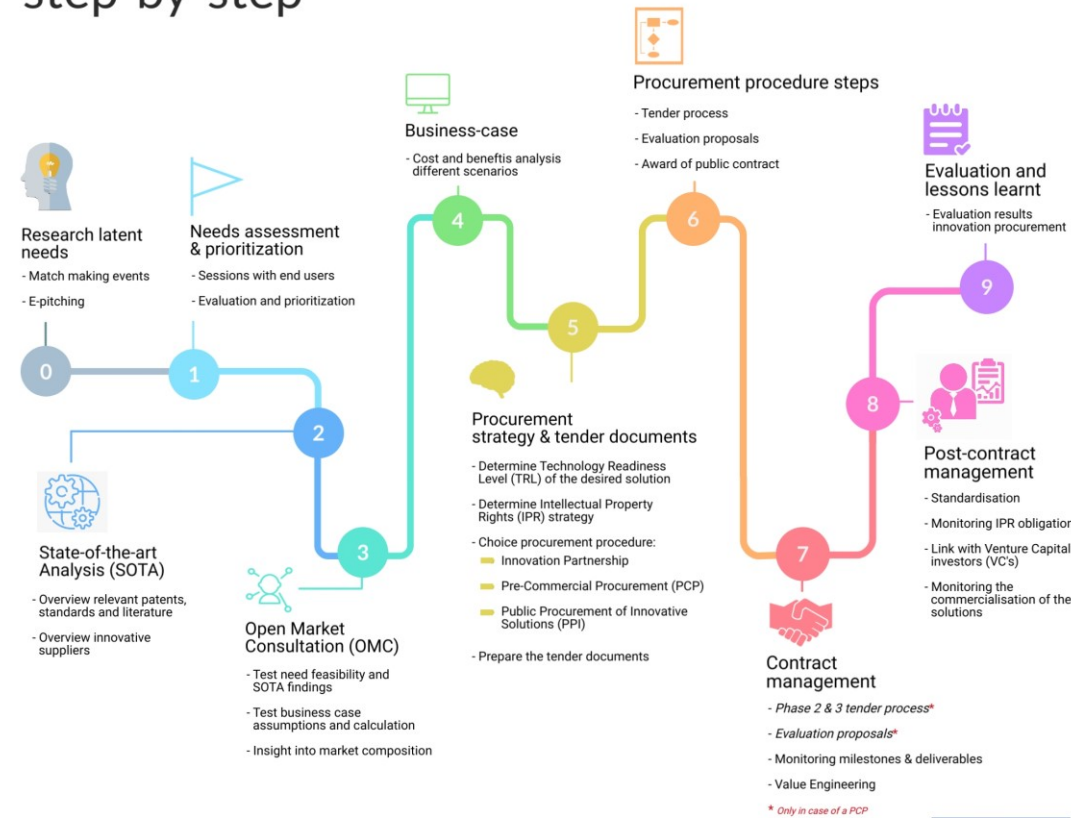 step by step
0
Research latent
needs
- Match making events
- E-pitching
1
Needs assessment
& prioritization
- Sessions with end users
- Evaluation and prioritization
2
State-of-the-art
Analysis (SOTA)
- Overview relevant patents,
standards and literature
- Overview innovative
suppliers
3
Open Market
Consultation (OMC)
- Test need feasibility and
SOTA findings
- Test business case
assumptions and calculation
- Insight into market composition
4
Business-case
- Cost and beneftis analysis
different scenarios
5
Procurement
strategy & tender documents
- Determine Technology Readiness
Level (TRL) of the desired solution
- Determine Intellectual Property
Rights (IPR) strategy
- Choice procurement procedure:
Innovation Partnership
Pre-Commercial Procurement (PCP)
Public Procurement of Innovative
Solutions (PPI)
- Prepare the tender documents
6
Procurement procedure steps
- Tender process
- Evaluation proposals
- Award of public contract
7
Contract
management
- Phase 2 & 3 tender process*
- Evaluation proposals*
- Monitoring milestones & deliverables
- Value Engineering
* Only in case of a PCP
8
Post-contract
management
- Standardisation
- Monitoring IPR obligation
- Link with Venture Capital
investors (VC's)
- Monitoring the
commercialisation of the
solutions
9
Evaluation and
lessons learnt
- Evaluation results
innovation procurement